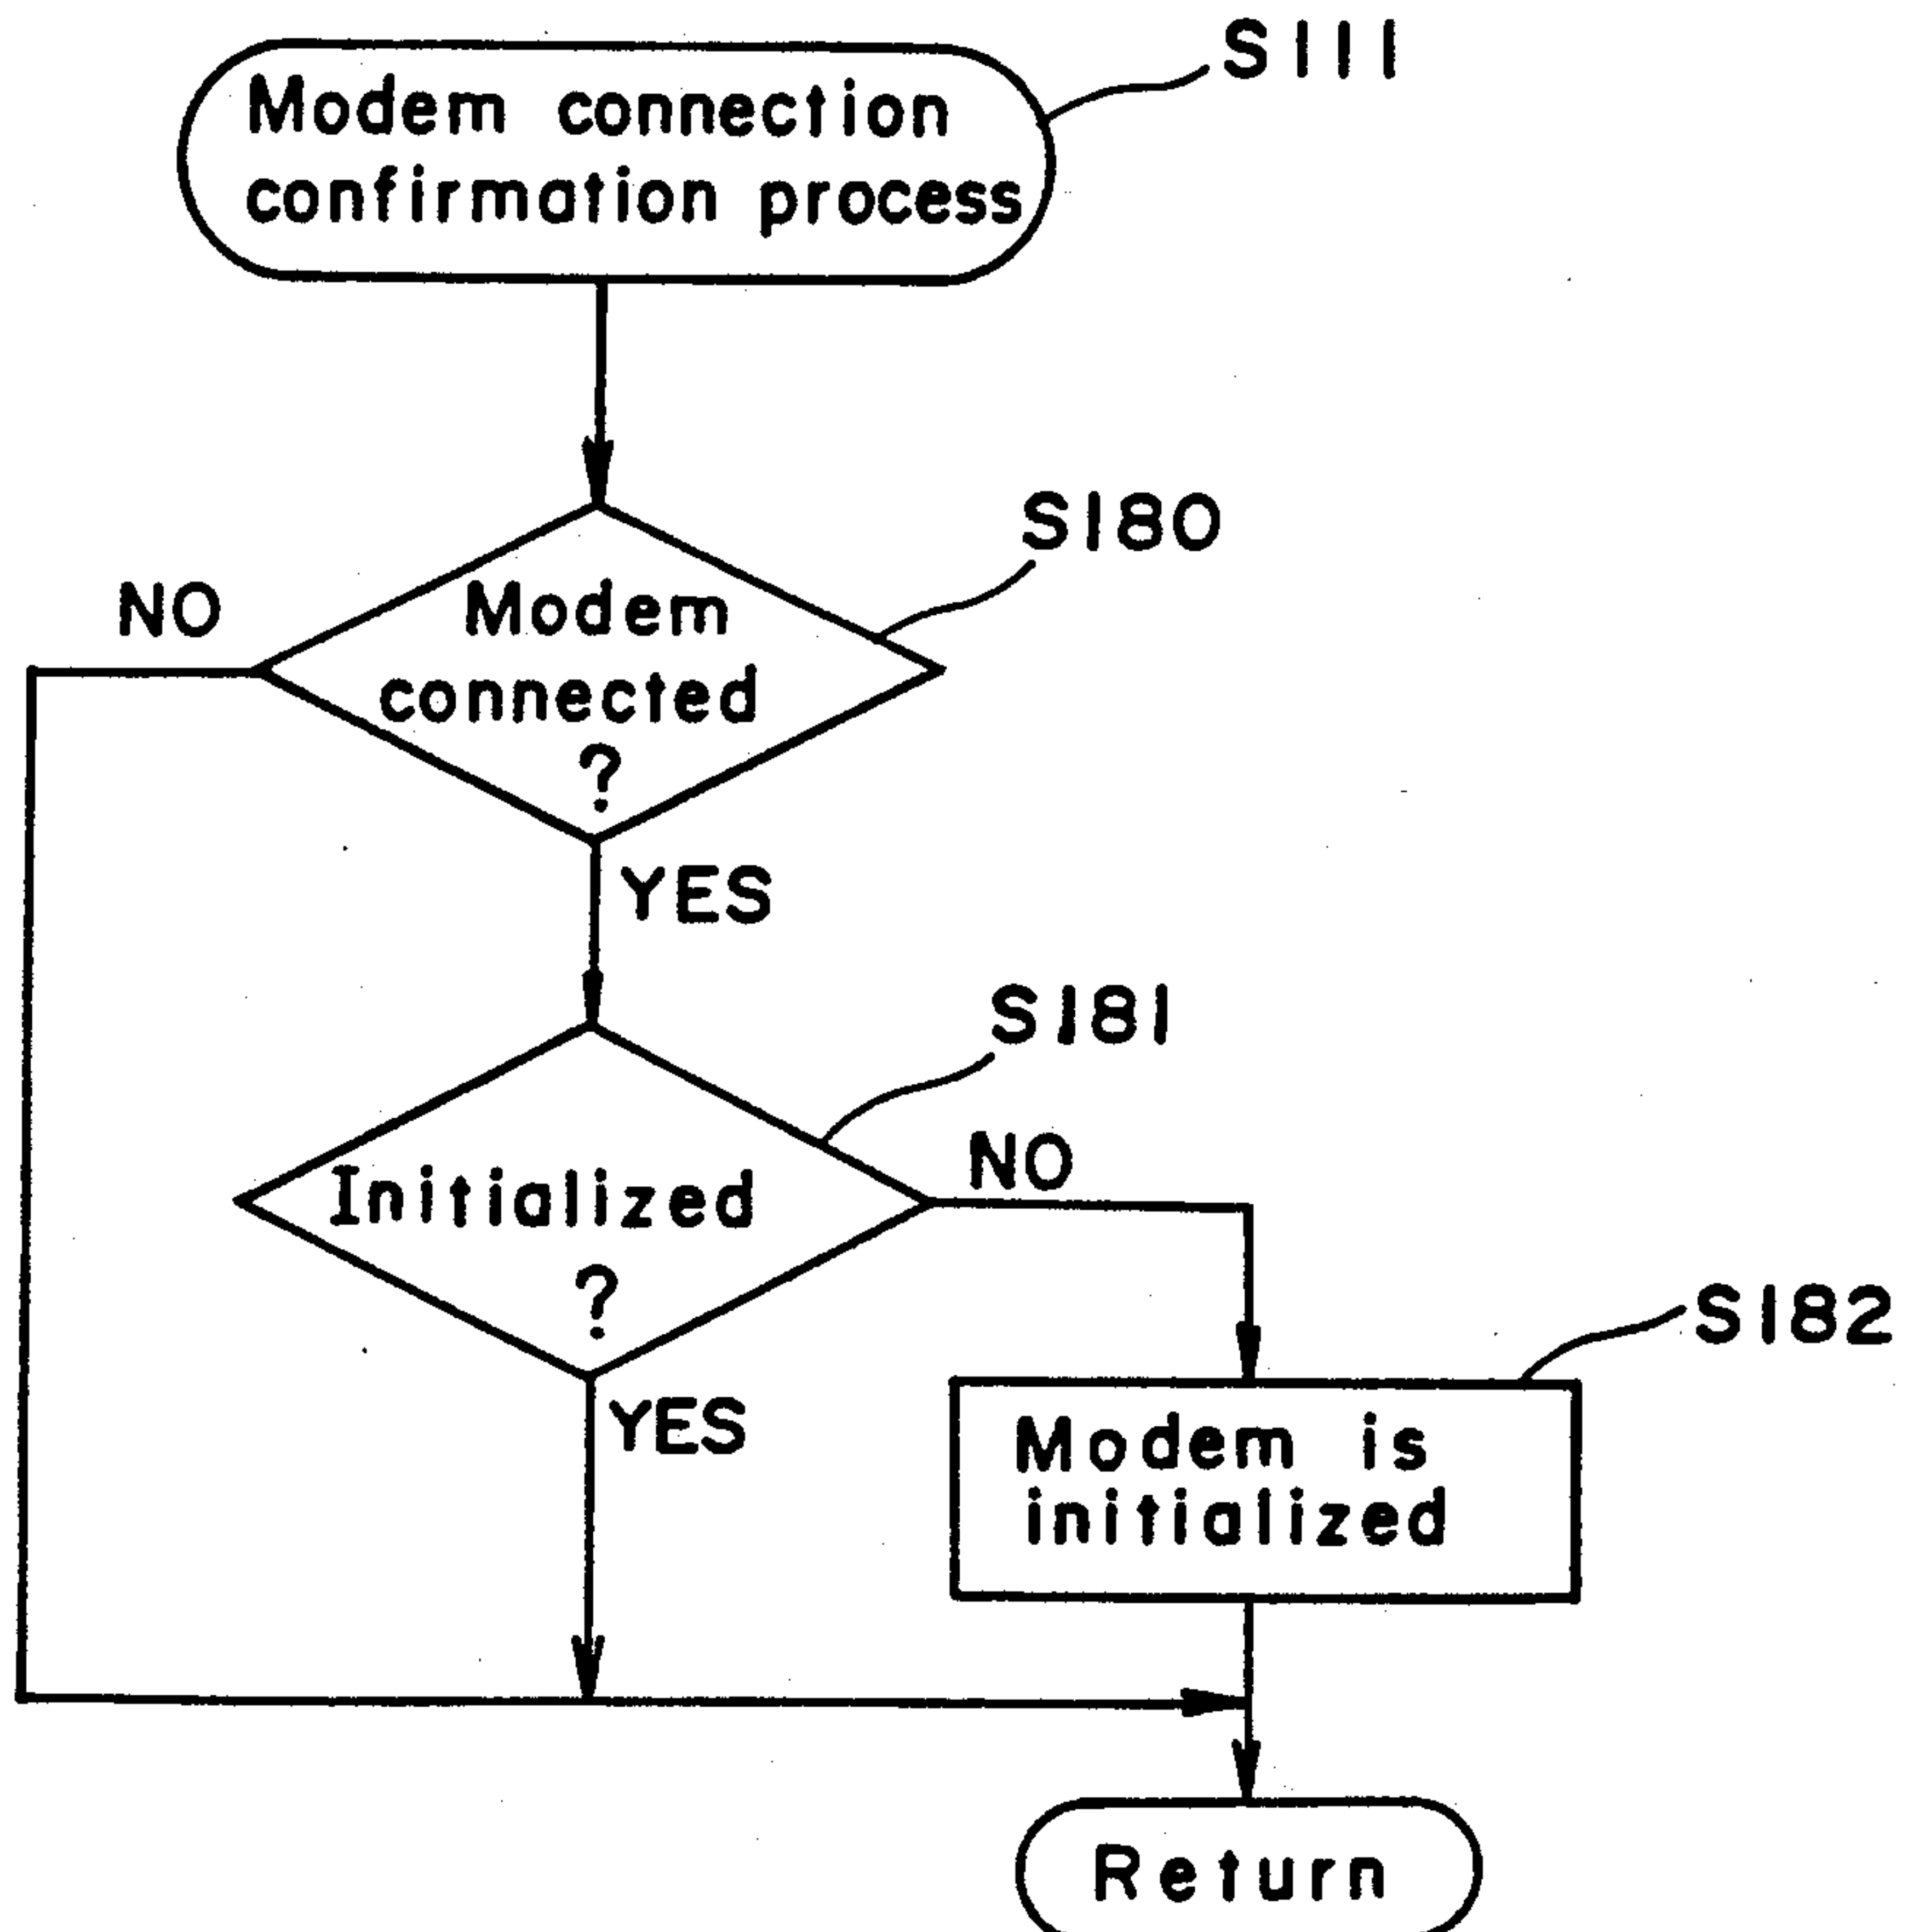 S111
Modem connection
confirmation process
S180
NO
Modem
connected
?
YES
S181
NO
Initialized
?
S182
YES
Modem is
initialized
Return